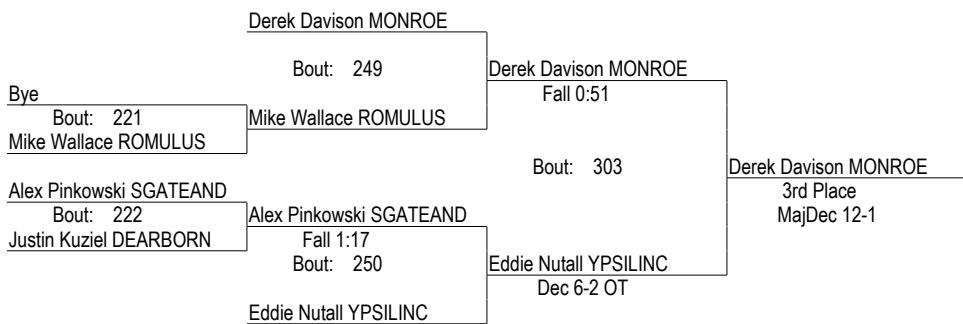 Derek Davison MONROE
Bout: 249
Derek Davison MONROE
Bye
Fall 0:51
Bout: 221
Mike Wallace ROMULUS
Mike Wallace ROMULUS
Bout: 303
Derek Davison MONROE
Alex Pinkowski SGATEAND
3rd Place
Bout: 222
Alex Pinkowski SGATEAND
MajDec 12-1
Justin Kuziel DEARBORN
Fall 1:17
Bout: 250
Eddie Nutall YPSILINC
Dec 6-2 OT
Eddie Nutall YPSILINC